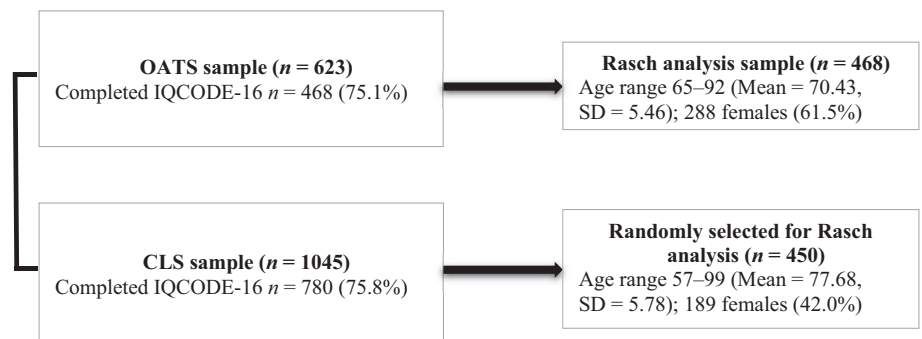 OATS sample (n = 623)
Completed IQCODE-16 n = 468 (75.1%)
Rasch analysis sample (n = 468)
Age range 65–92 (Mean = 70.43,
SD = 5.46); 288 females (61.5%)
CLS sample (n = 1045)
Completed IQCODE-16 n = 780 (75.8%)
Randomly selected for Rasch
analysis (n = 450)
Age range 57–99 (Mean = 77.68,
SD = 5.78); 189 females (42.0%)